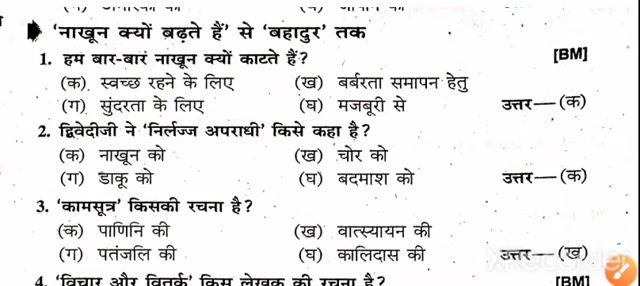 'नाखून क्यों बढ़ते हैं' से 'बहादुर' तक
1. हम बार-बार नाखून क्यों काटते हैं? [BM]
(क) स्वच्छ रहने के लिए (ख) बर्बरता समापन हेतु
(ग) सुंदरता के लिए (घ) मजबूरी से उत्तर—(क)
2. द्विवेदीजी ने 'निर्लज्ज अपराधी' किसे कहा है?
(क) नाखून को (ख) चोर को
(ग) डाकू को (घ) बदमाश को उत्तर—(क)
3. 'कामसूत्र' किसकी रचना है?
(क) पाणिनि की (ख) वात्स्यायन की
(ग) पतंजलि की (घ) कालिदास की उत्तर—(ख)
XRecorder
4. 'विचार और वितर्क' किस लेखक की रचना है? [BM]